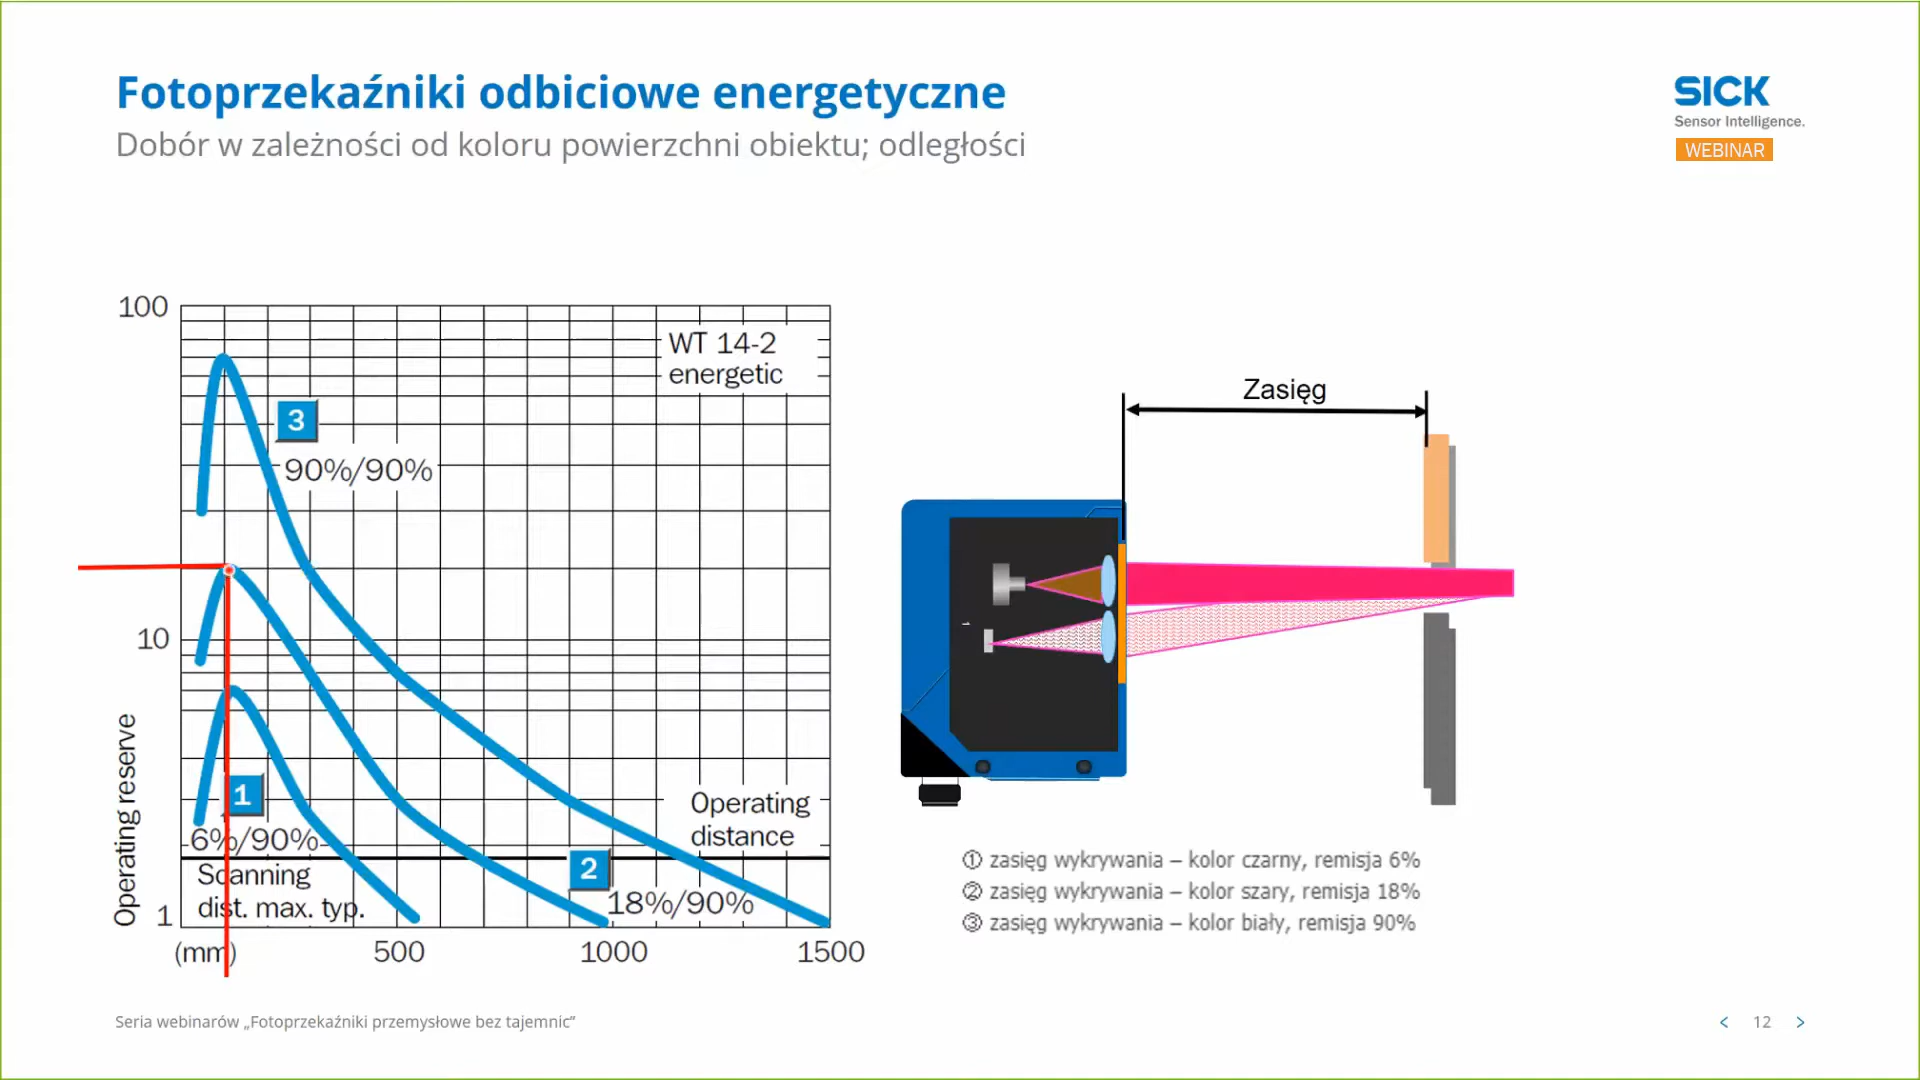 Fotoprzekaźniki odbiciowe energetyczne
Dobór w zależności od koloru powierzchni obiektu; odległości
SICK
Sensor Intelligence.
WEBINAR
100
WT 14-2
energetic
3
90%/90%
10
Operating reserve
1
6%/90%
Operating
distance
Scanning
dist. max. typ.
2
18%/90%
1
(mm)
500
1000
1500
Zasięg
① zasięg wykrywania – kolor czarny, remisja 6%
② zasięg wykrywania – kolor szary, remisja 18%
③ zasięg wykrywania – kolor biały, remisja 90%
Seria webinarów „Fotoprzekaźniki przemysłowe bez tajemnic”
< 12 >